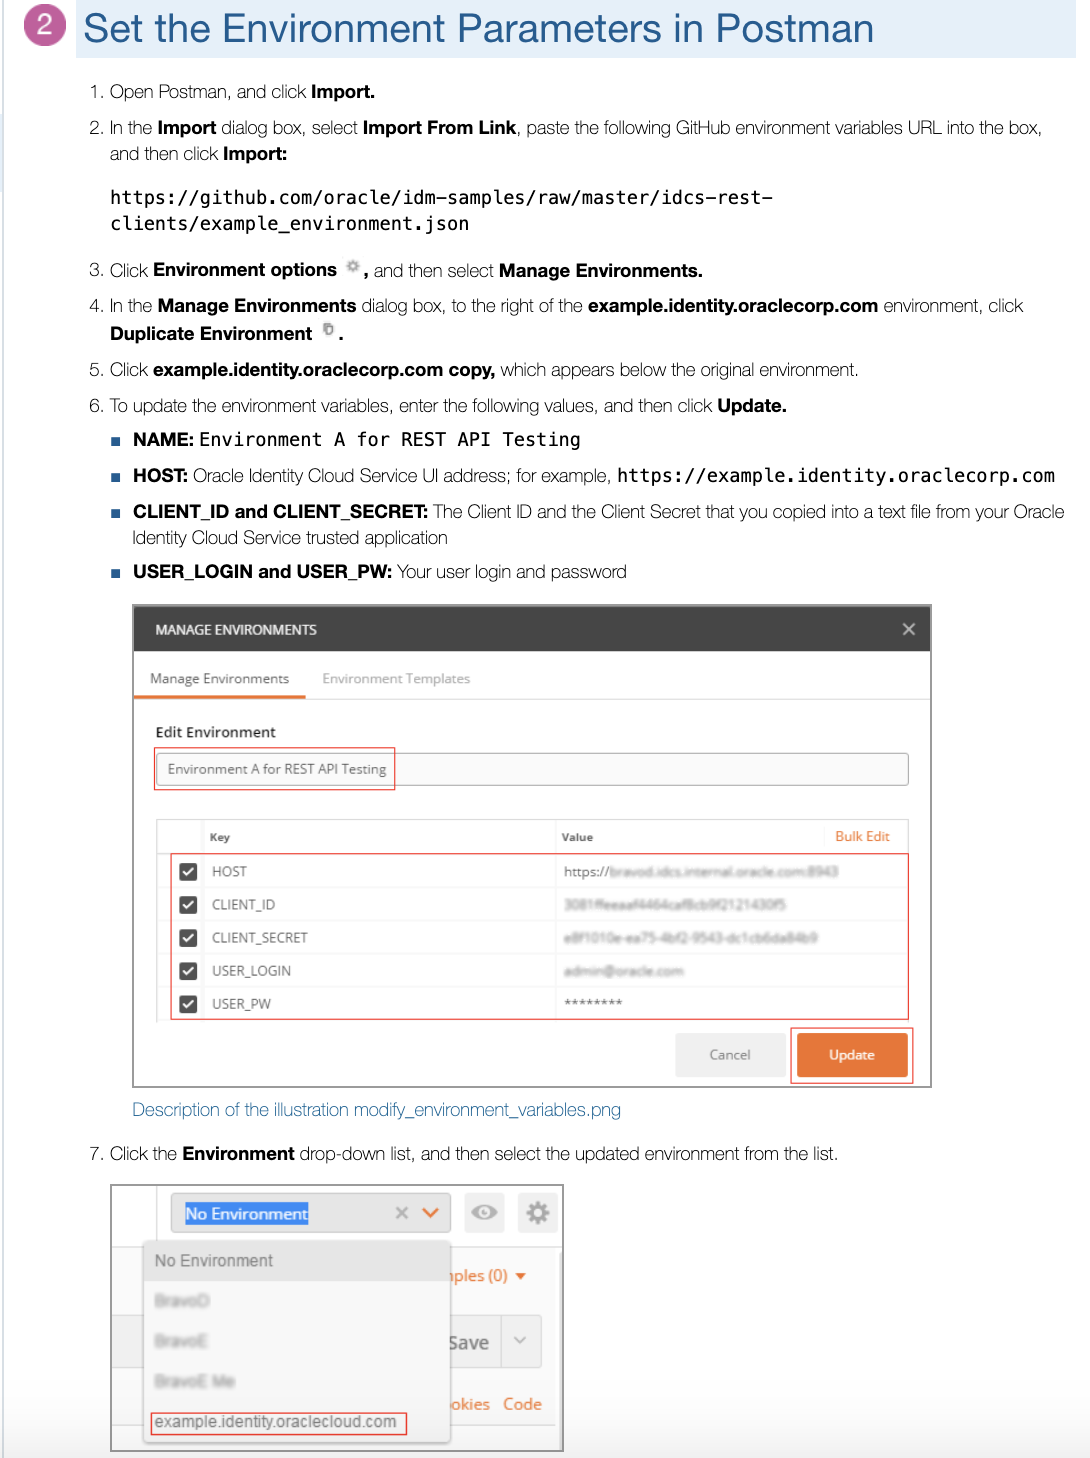 2 Set the Environment Parameters in Postman
1. Open Postman, and click Import.
2. In the Import dialog box, select Import From Link, paste the following GitHub environment variables URL into the box,
and then click Import:
https://github.com/oracle/idm-samples/raw/master/idcs-rest-
clients/example_environment.json
3. Click Environment options , and then select Manage Environments.
4. In the Manage Environments dialog box, to the right of the example.identity.oraclecorp.com environment, click
Duplicate Environment .
5. Click example.identity.oraclecorp.com copy, which appears below the original environment.
6. To update the environment variables, enter the following values, and then click Update.
■ NAME: Environment A for REST API Testing
■ HOST: Oracle Identity Cloud Service UI address; for example, https://example.identity.oraclecorp.com
■ CLIENT_ID and CLIENT_SECRET: The Client ID and the Client Secret that you copied into a text file from your Oracle
Identity Cloud Service trusted application
■ USER_LOGIN and USER_PW: Your user login and password
MANAGE ENVIRONMENTS
Manage Environments Environment Templates
Edit Environment
Environment A for REST API Testing
Key Value Bulk Edit
HOST https://
CLIENT_ID
CLIENT_SECRET
USER_LOGIN
USER_PW ********
Cancel Update
Description of the illustration modify_environment_variables.png
7. Click the Environment drop-down list, and then select the updated environment from the list.
No Environment
No Environment
mples (0)
BravoD
BravoE
Save
BravoE Me
okies Code
example.identity.oraclecloud.com